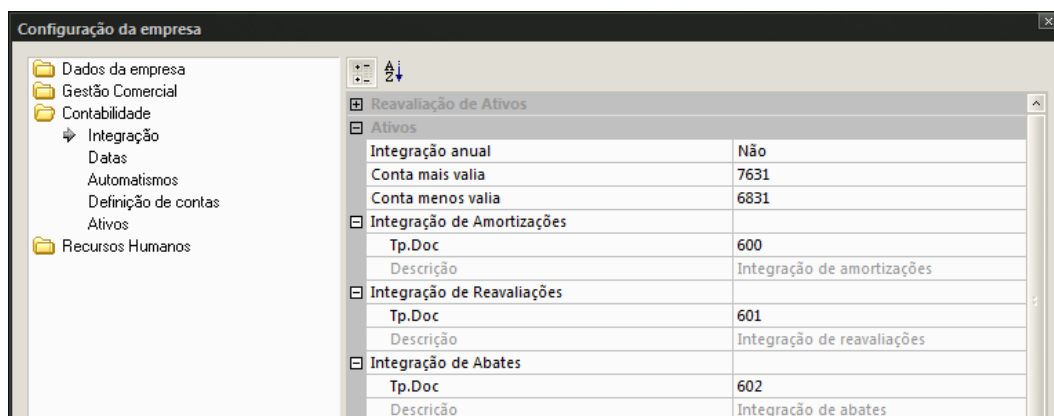 Configuração da empresa
Dados da empresa
Gestão Comercial
Contabilidade
Integração
Datas
Automatismos
Definição de contas
Ativos
Recursos Humanos
Reavaliação de Ativos
Ativos
Integração anual Não
Conta mais valia 7631
Conta menos valia 6831
Integração de Amortizações
Tp.Doc 600
Descrição Integração de amortizações
Integração de Reavaliações
Tp.Doc 601
Descrição Integração de reavaliações
Integração de Abates
Tp.Doc 602
Descrição Integração de abates